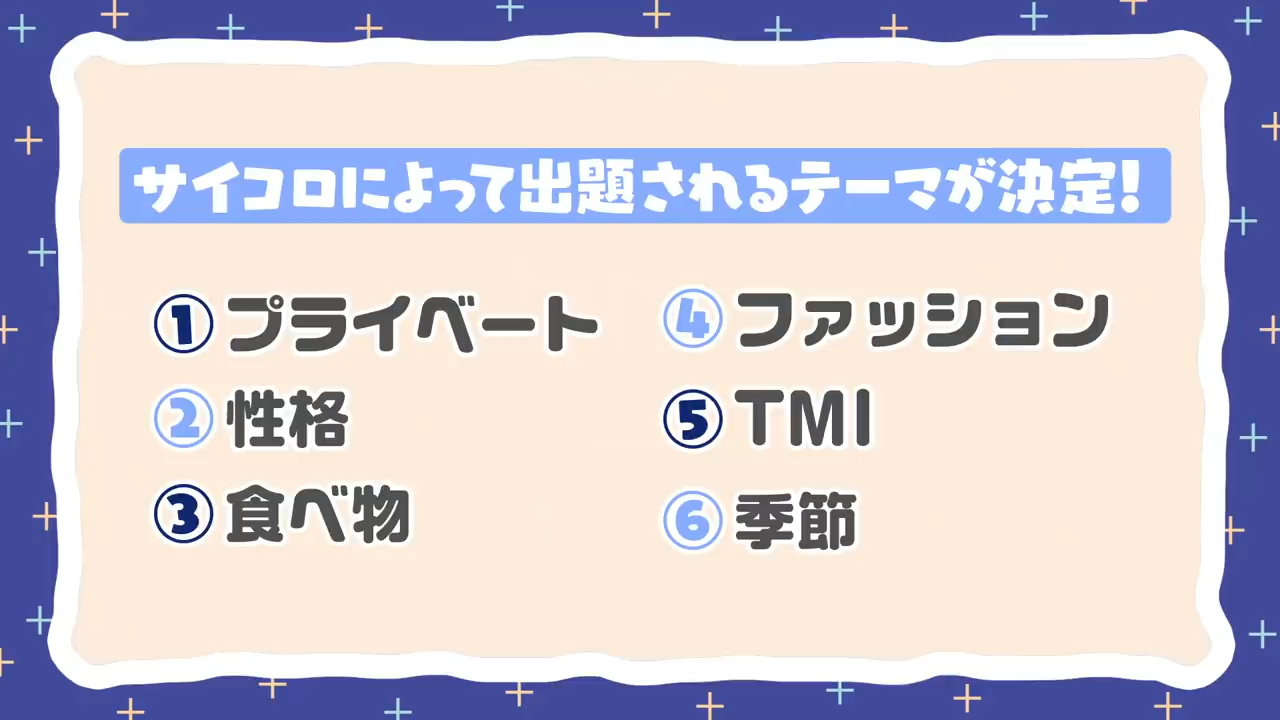 サイコロによって出題されるテーマが決定!
①プライベート
②性格
③食べ物
④ファッション
⑤TMI
⑥季節